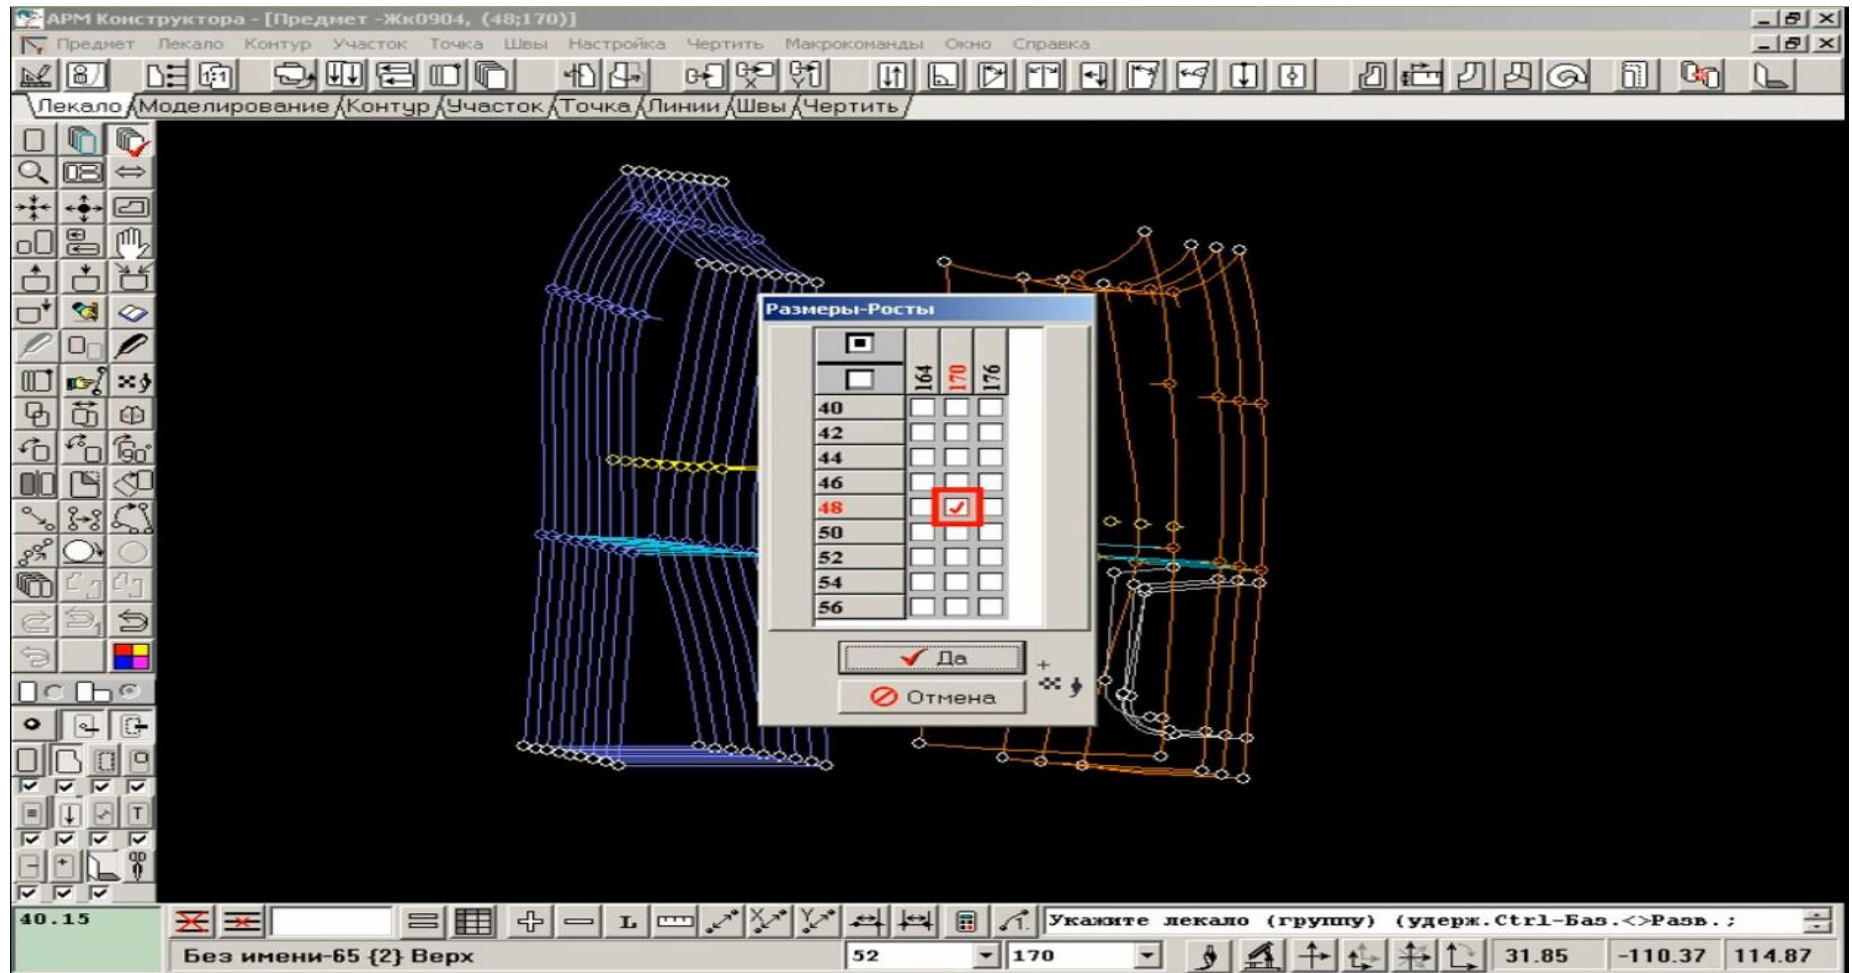 АРМ Конструктора - [Предмет -Жк0904, (48;170)]
Предмет Лекало Контур Участок Точка Швы Настройка Чертить Макрокоманды Окно Справка
Лекало Моделирование Контур Участок Точка Линии Швы Чертить
Размеры-Росты
164 170 176
40
42
44
46
48
50
52
54
56
Да
Отмена
40.15
L
Укажите лекало (группу) (удерж.Ctrl-Баз.<>Разв.;
Без имени-65 {2} Верх
52
170
31.85
-110.37
114.87